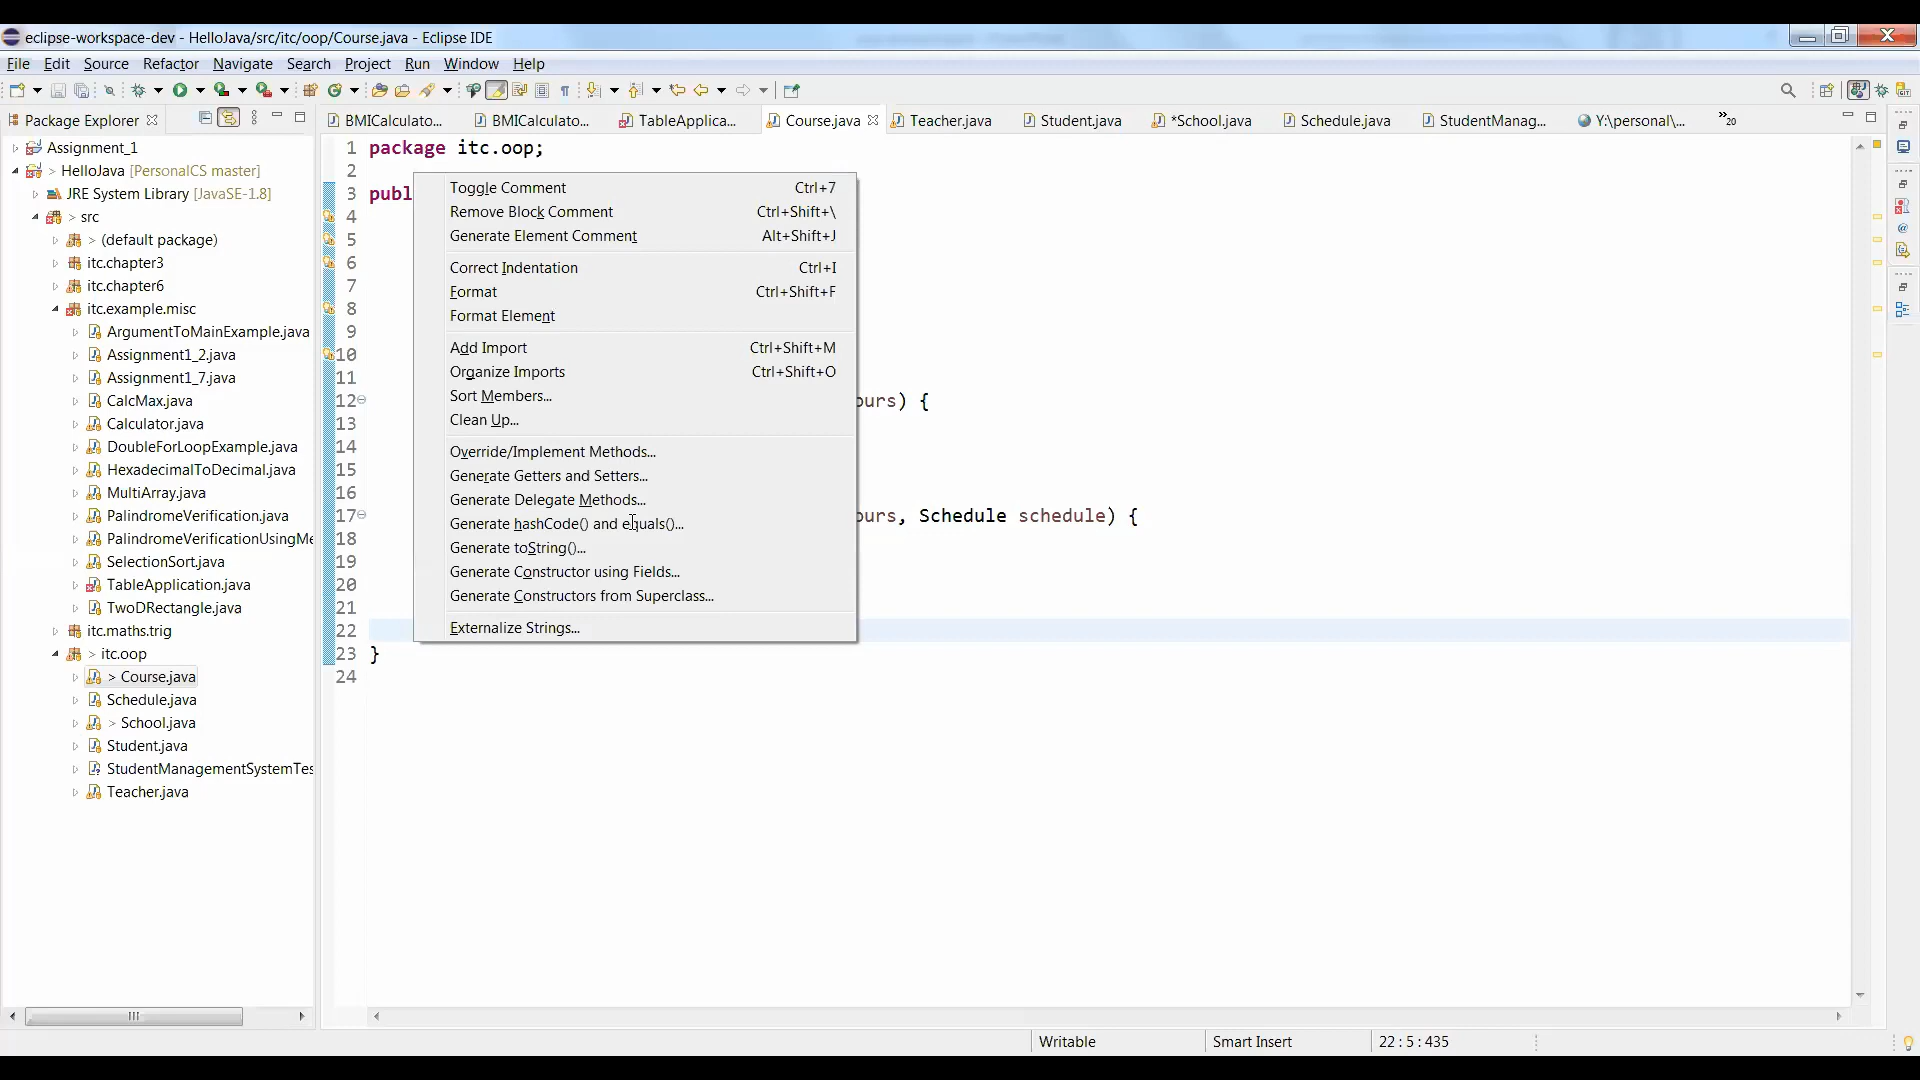 eclipse-workspace-dev - HelloJava/src/itc/oop/Course.java - Eclipse IDE
File Edit Source Refactor Navigate Search Project Run Window Help
Package Explorer
BMICalculato... BMICalculato... TableApplica... Course.java Teacher.java Student.java *School.java Schedule.java StudentManag... Y:\personal\... »20
Assignment_1
> HelloJava [PersonalCS master]
JRE System Library [JavaSE-1.8]
> src
> (default package)
itc.chapter3
itc.chapter6
itc.example.misc
ArgumentToMainExample.java
Assignment1_2.java
Assignment1_7.java
CalcMax.java
Calculator.java
DoubleForLoopExample.java
HexadecimalToDecimal.java
MultiArray.java
PalindromeVerification.java
PalindromeVerificationUsingMe
SelectionSort.java
TableApplication.java
TwoDRectangle.java
itc.maths.trig
> itc.oop
> Course.java
Schedule.java
> School.java
Student.java
StudentManagementSystemTes
Teacher.java
1 package itc.oop;
2
3 publ
4
5
6
7
8
9
10
11
12 ours) {
13
14
15
16
17 ours, Schedule schedule) {
18
19
20
21
22
23 }
24
Toggle Comment Ctrl+7
Remove Block Comment Ctrl+Shift+\
Generate Element Comment Alt+Shift+J
Correct Indentation Ctrl+I
Format Ctrl+Shift+F
Format Element
Add Import Ctrl+Shift+M
Organize Imports Ctrl+Shift+O
Sort Members...
Clean Up...
Override/Implement Methods...
Generate Getters and Setters...
Generate Delegate Methods...
Generate hashCode() and equals()...
Generate toString()...
Generate Constructor using Fields...
Generate Constructors from Superclass...
Externalize Strings...
Writable Smart Insert 22 : 5 : 435